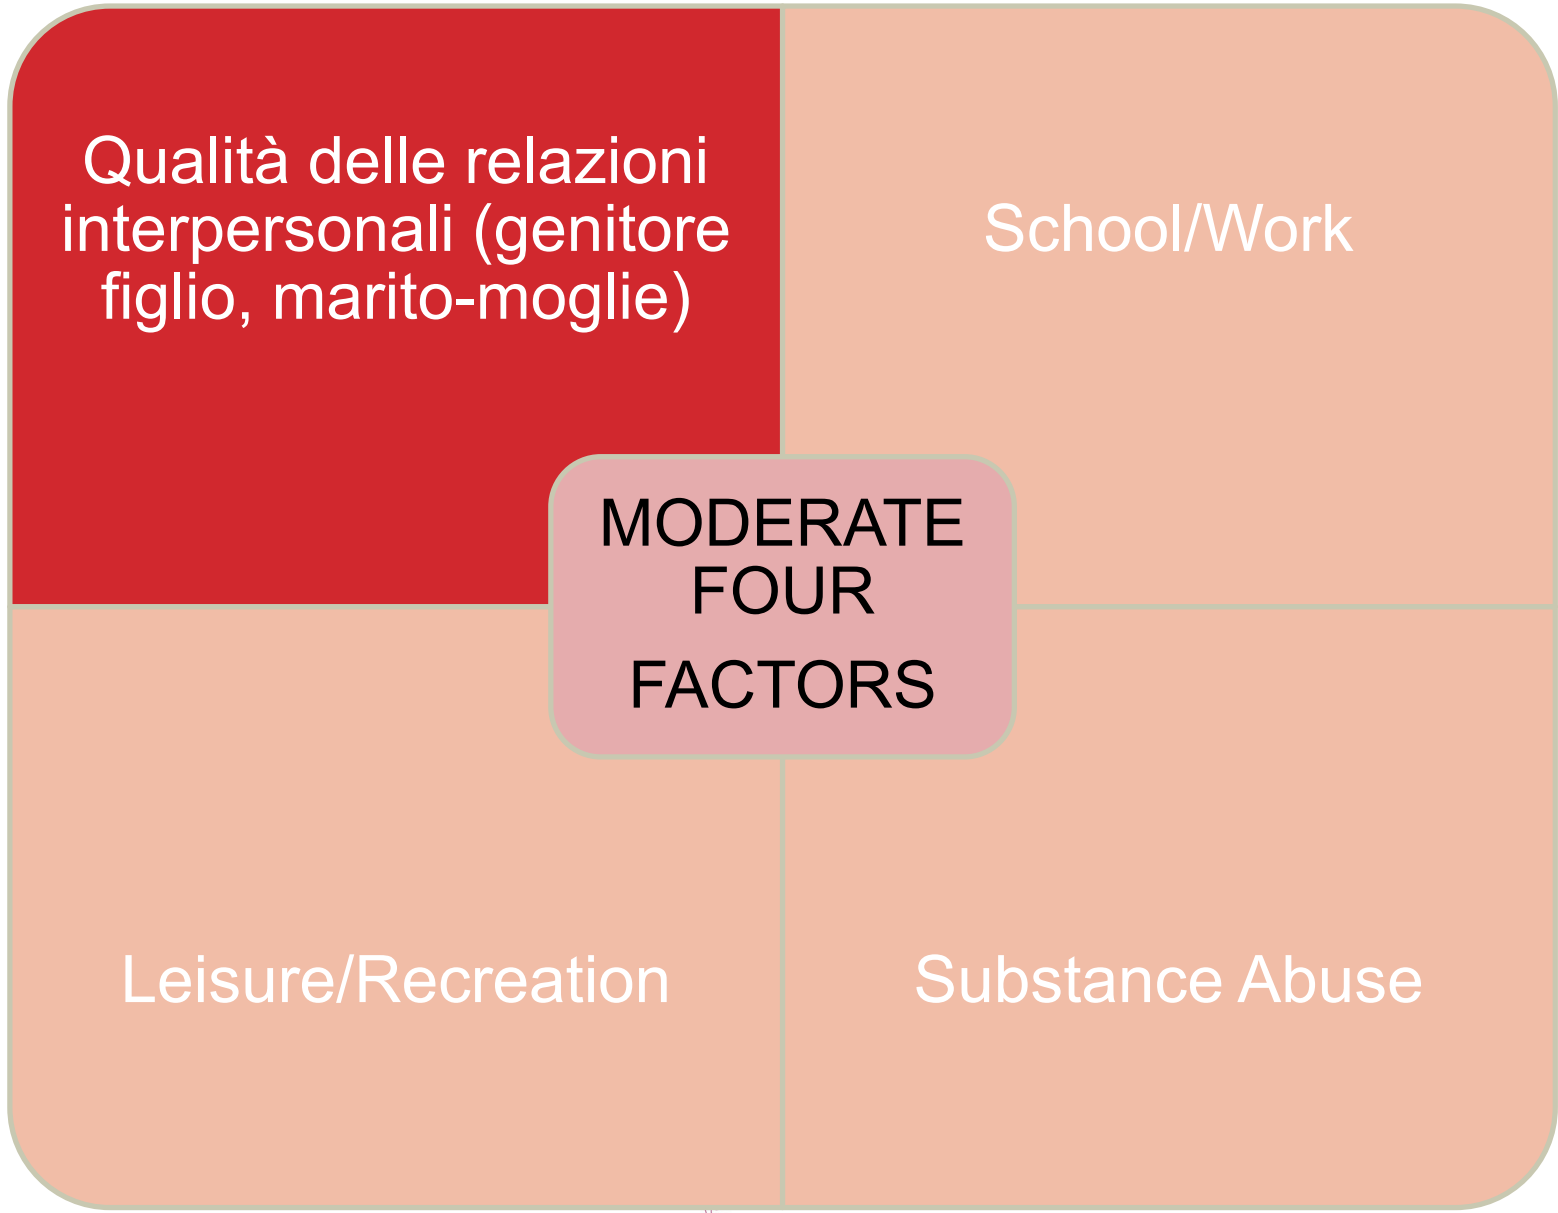 Qualità delle relazioni
interpersonali (genitore
figlio, marito-moglie)
School/Work
MODERATE
FOUR
FACTORS
Leisure/Recreation
Substance Abuse